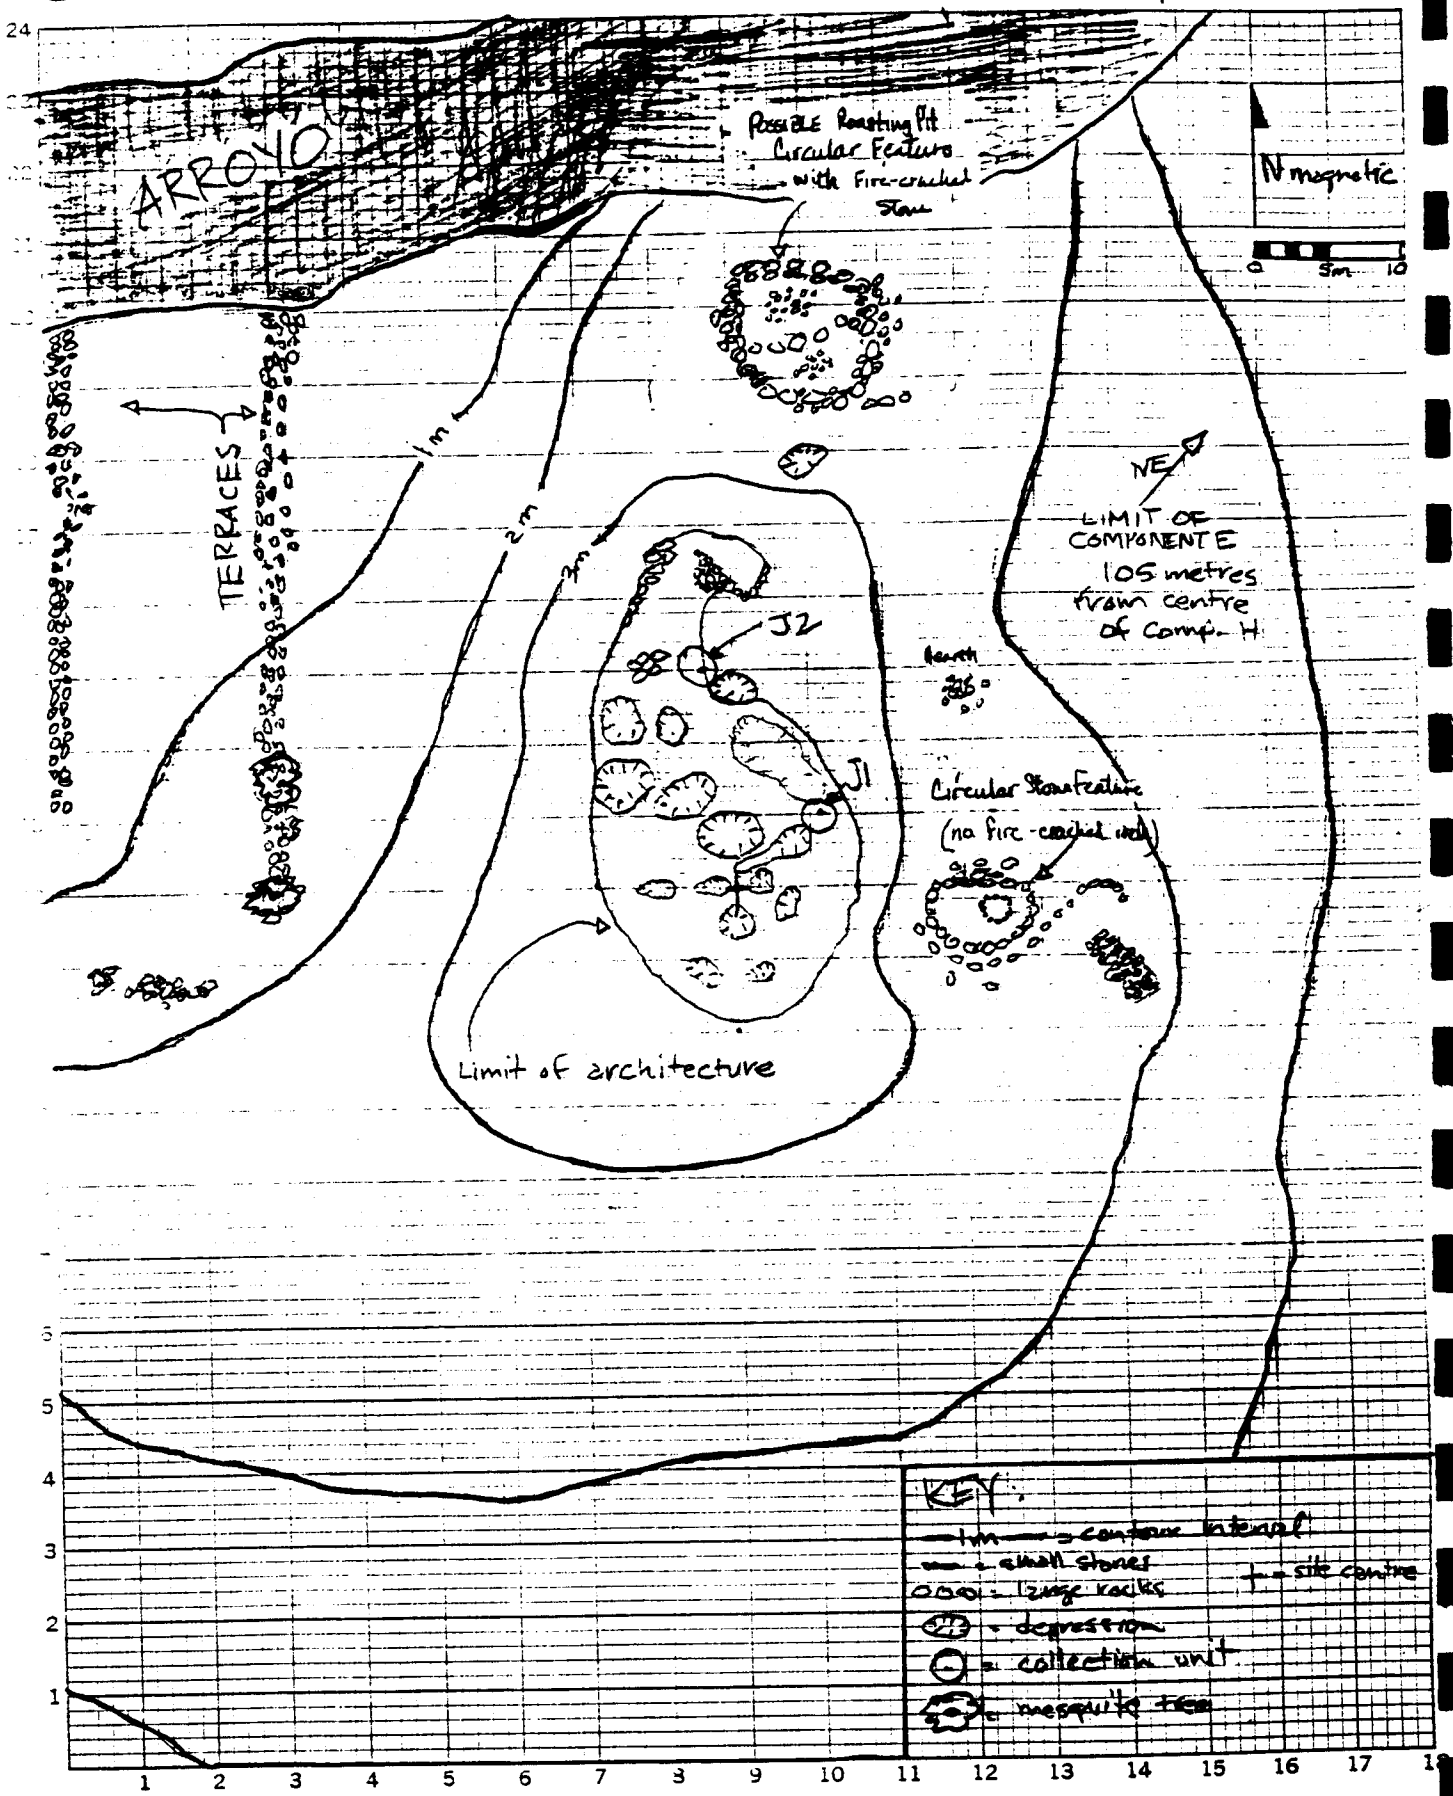 24
ARROYO
POSSIBLE Roasting Pit
Circular Feature
with Fire-cracked
Stone
N magnetic
0 5m 10
1m
TERRACES
2m
3m
NE
LIMIT OF
COMPONENT E
105 metres
from centre
of Comp. H
J2
Hearth
J1
Circular Stone Feature
(no fire-cracked rock)
Limit of architecture
5
4
3
2
1
KEY:
1m = contour interval
= small stones
= large rocks
+ = site centre
= depression
= collection unit
= mesquite tree
1 2 3 4 5 6 7 8 9 10 11 12 13 14 15 16 17